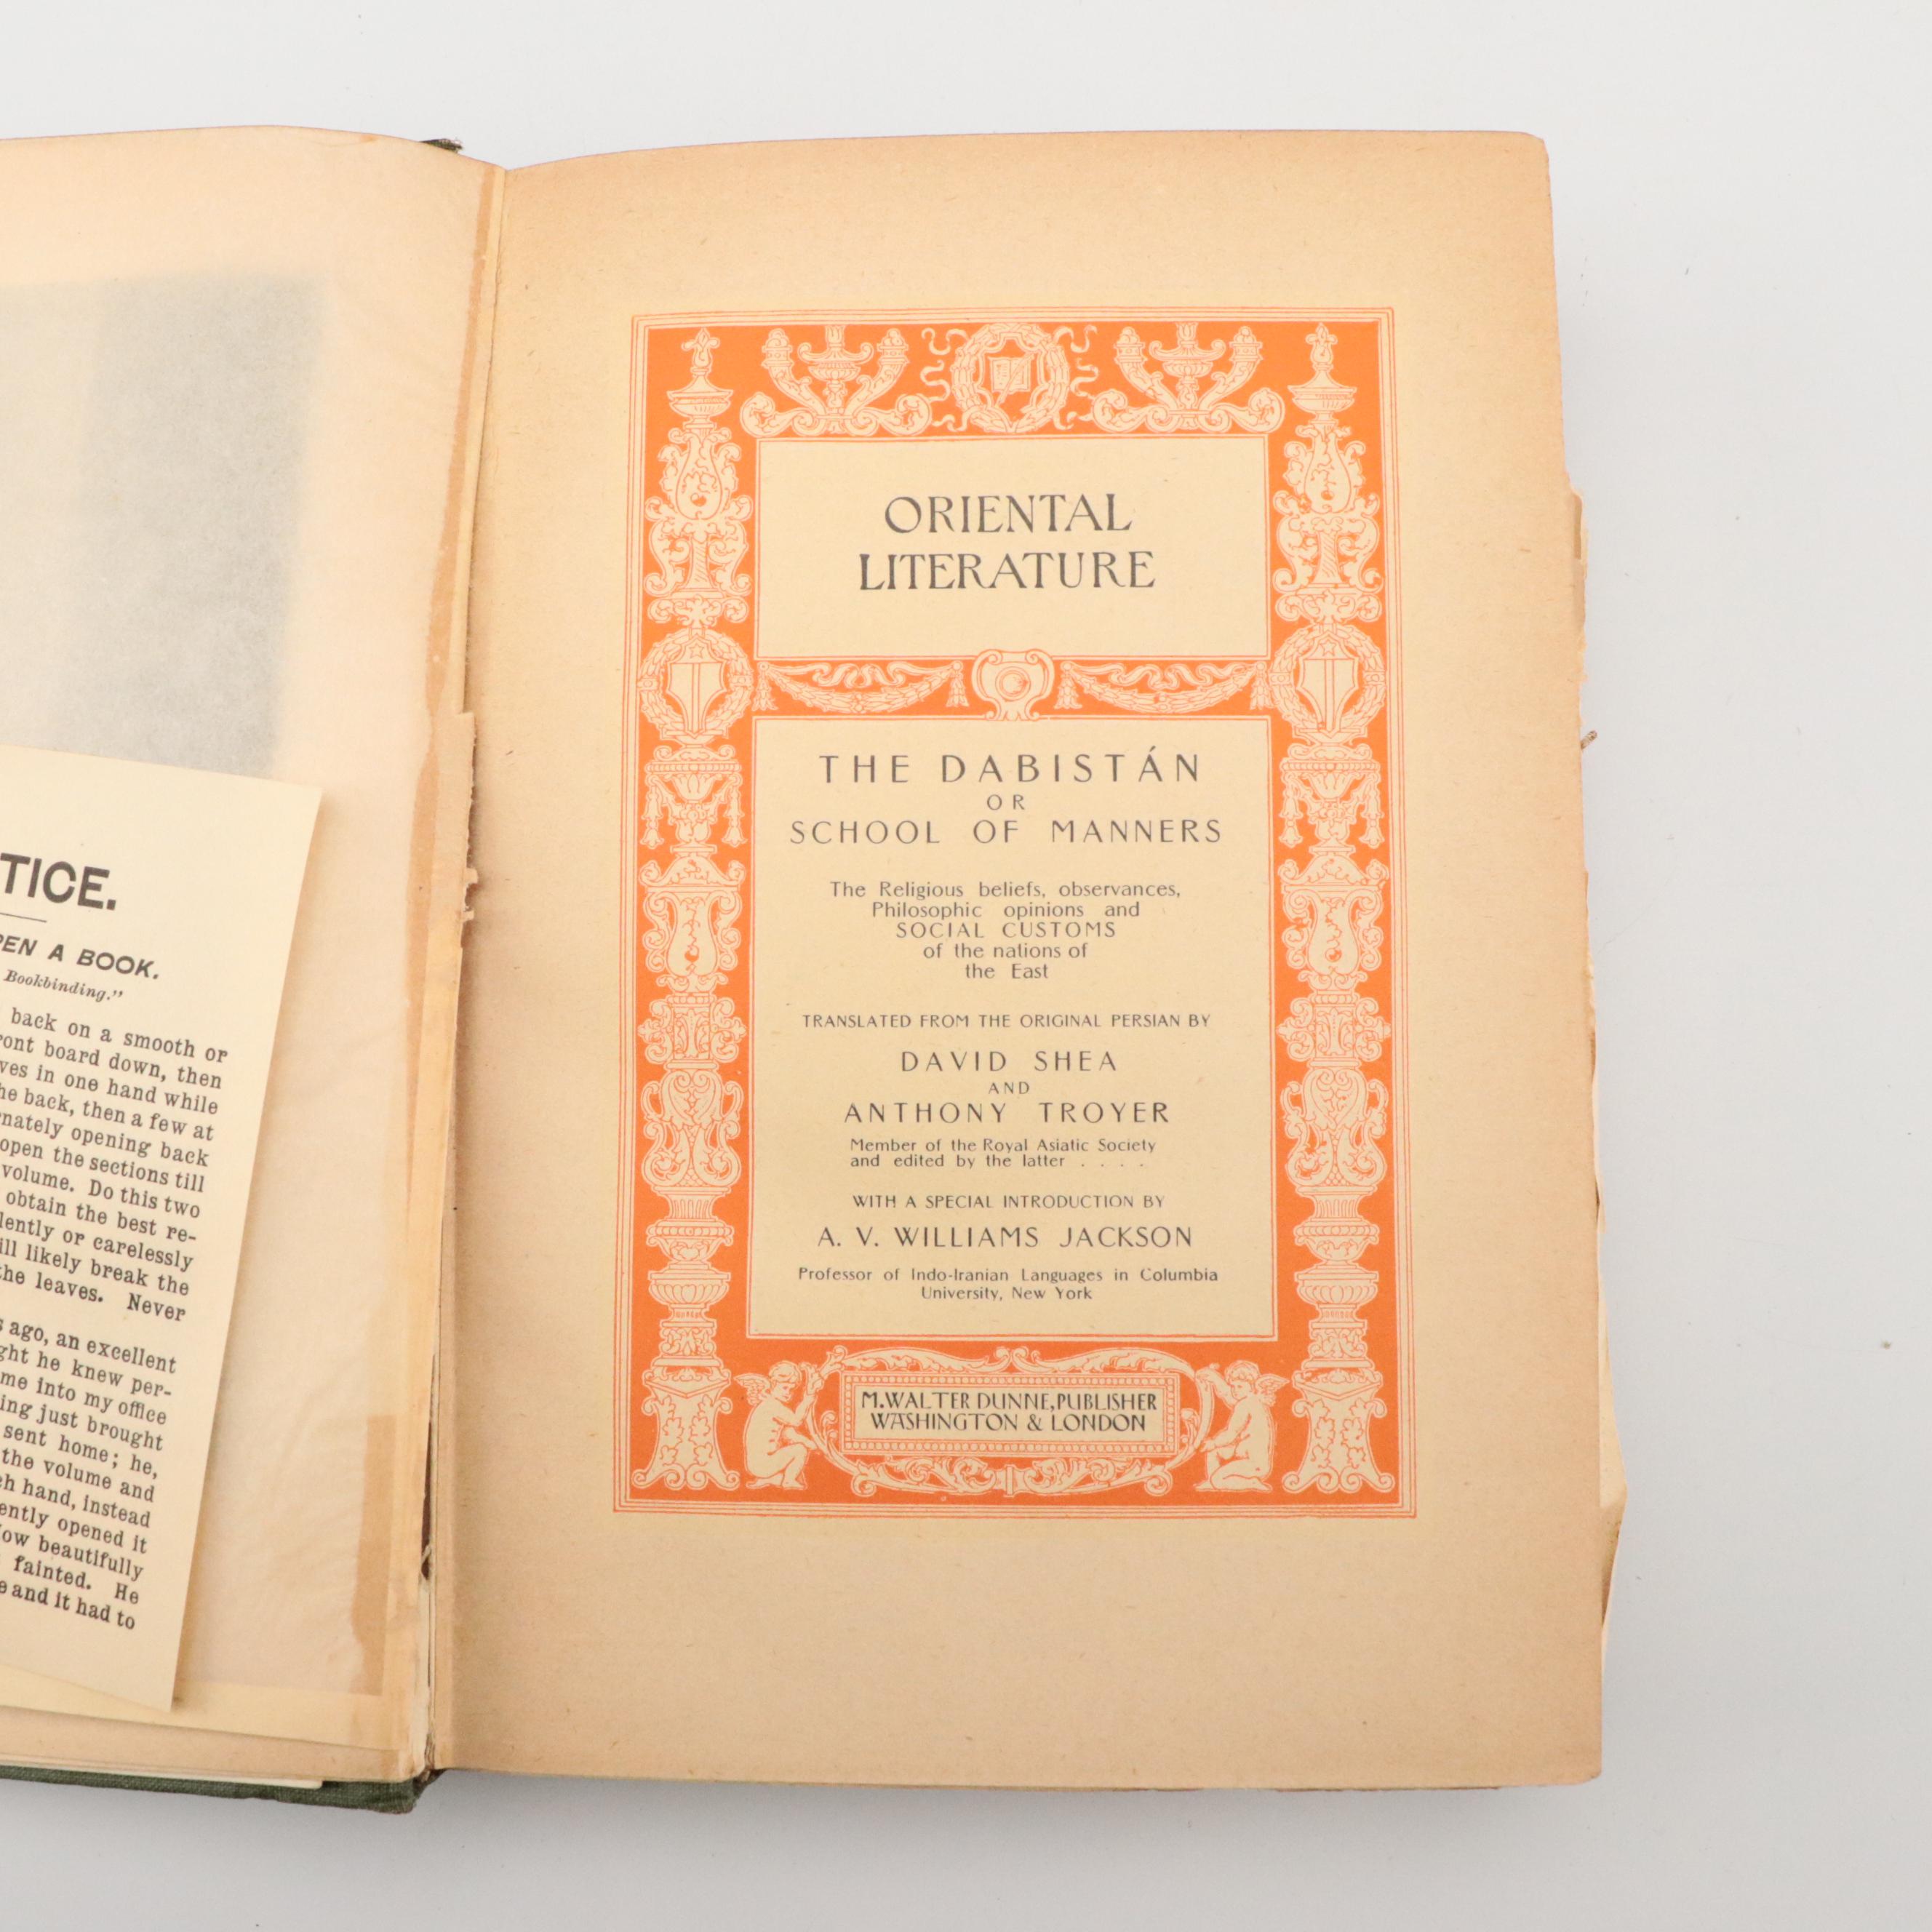 TICE.
PEN A BOOK.
Bookbinding."
back on a smooth or
ront board down, then
ves in one hand while
he back, then a few at
nately opening back
open the sections till
volume. Do this two
obtain the best re-
lently or carelessly
ill likely break the
the leaves. Never
s ago, an excellent
ght he knew per-
me into my office
ing just brought
sent home; he,
the volume and
ch hand, instead
ently opened it
ow beautifully
fainted. He
e and it had to
ORIENTAL
LITERATURE
THE DABISTÁN
OR
SCHOOL OF MANNERS
The Religious beliefs, observances,
Philosophic opinions and
SOCIAL CUSTOMS
of the nations of
the East
TRANSLATED FROM THE ORIGINAL PERSIAN BY
DAVID SHEA
AND
ANTHONY TROYER
Member of the Royal Asiatic Society
and edited by the latter . . . .
WITH A SPECIAL INTRODUCTION BY
A. V. WILLIAMS JACKSON
Professor of Indo-Iranian Languages in Columbia
University, New York
M. WALTER DUNNE, PUBLISHER
WASHINGTON & LONDON